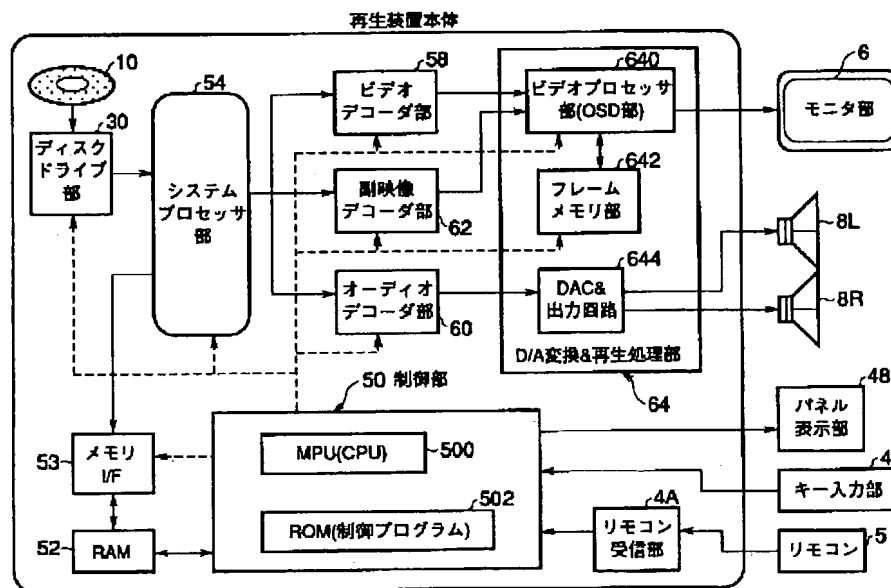 再生装置本体
10
30
ディスク
ドライブ
部
54
システム
プロセッサ
部
58
ビデオ
デコーダ部
副映像
デコーダ部
62
オーディオ
デコーダ部
60
640
ビデオプロセッサ
部(OSD部)
642
フレーム
メモリ部
644
DAC&
出力回路
D/A変換&再生処理部
64
6
モニタ部
8L
8R
50 制御部
MPU(CPU)
500
502
ROM(制御プログラム)
53
メモリ
I/F
52
RAM
4A
リモコン
受信部
48
パネル
表示部
4
キー入力部
リモコン
5